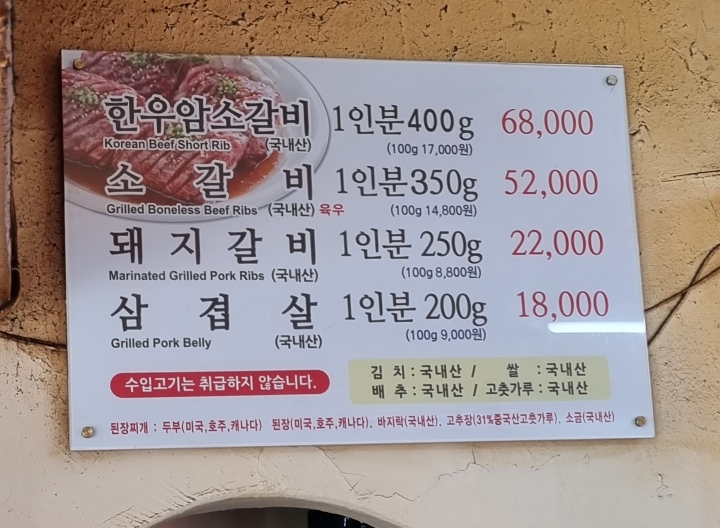 한우암소갈비 1인분 400g 68,000
Korean Beef Short Rib (국내산) (100g 17,000원)
소 갈 비 1인분 350g 52,000
Grilled Boneless Beef Ribs (국내산) 육우 (100g 14,800원)
돼 지 갈 비 1인분 250g 22,000
Marinated Grilled Pork Ribs (국내산) (100g 8,800원)
삼 겹 살 1인분 200g 18,000
Grilled Pork Belly (국내산) (100g 9,000원)
수입고기는 취급하지 않습니다.
김 치 : 국내산 / 쌀 : 국내산
배 추 : 국내산 / 고춧가루 : 국내산
된장찌개 : 두부(미국,호주,캐나다) 된장(미국,호주,캐나다), 바지락(국내산), 고추장(31%중국산고춧가루), 소금(국내산)